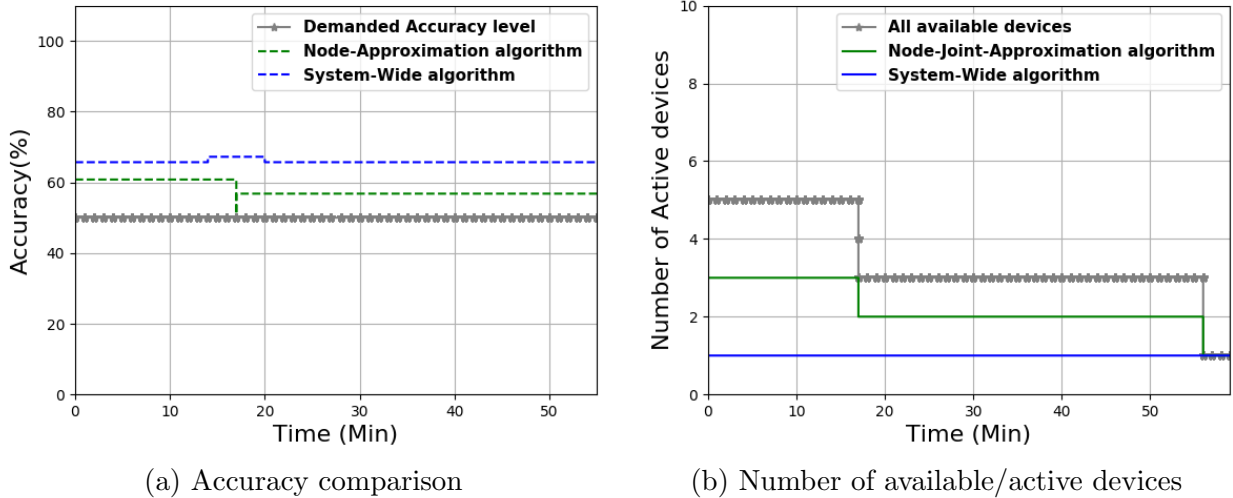 Demanded Accuracy level
Node-Approximation algorithm
System-Wide algorithm
100
80
60
40
20
0
Accuracy(%)
0 10 20 30 40 50
Time (Min)
(a) Accuracy comparison
All available devices
Node-Joint-Approximation algorithm
System-Wide algorithm
10
8
6
4
2
0
Number of Active devices
0 10 20 30 40 50
Time (Min)
(b) Number of available/active devices